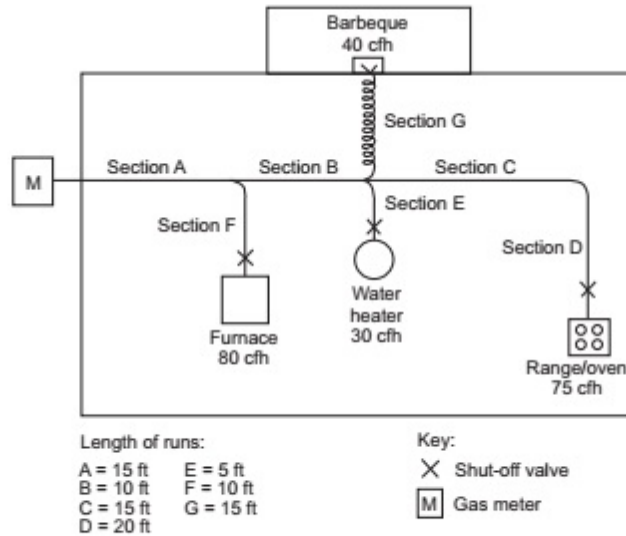 Barbeque
40 cfh
Section G
Section A
Section B
Section C
M
Section E
Section F
Section D
Water
heater
30 cfh
Furnace
80 cfh
Range/oven
75 cfh
Length of runs:
A = 15 ft E = 5 ft
B = 10 ft F = 10 ft
C = 15 ft G = 15 ft
D = 20 ft
Key:
Shut-off valve
M Gas meter